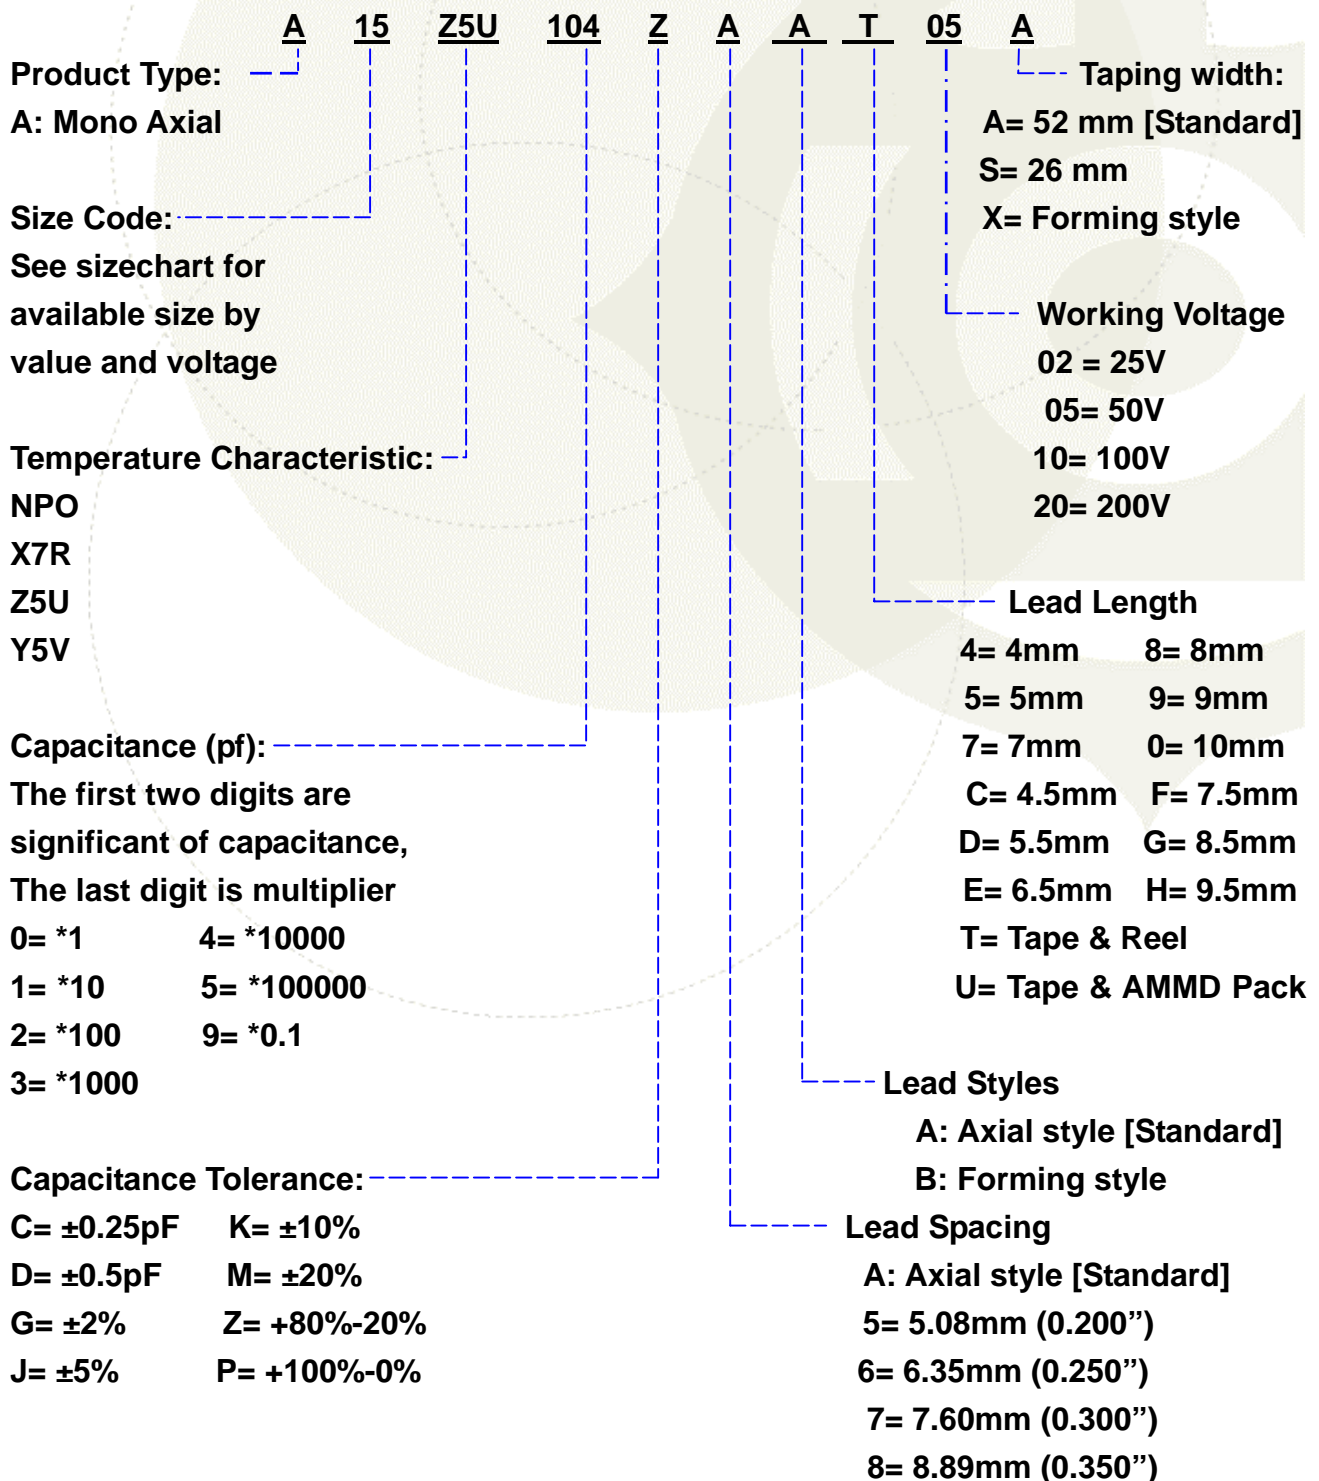 A 15 Z5U 104 Z A A T 05 A
Product Type:
A: Mono Axial
Size Code:
See sizechart for
available size by
value and voltage
Temperature Characteristic:
NPO
X7R
Z5U
Y5V
Capacitance (pf):
The first two digits are
significant of capacitance,
The last digit is multiplier
0= *1 4= *10000
1= *10 5= *100000
2= *100 9= *0.1
3= *1000
Capacitance Tolerance:
C= ±0.25pF K= ±10%
D= ±0.5pF M= ±20%
G= ±2% Z= +80%-20%
J= ±5% P= +100%-0%
Taping width:
A= 52 mm [Standard]
S= 26 mm
X= Forming style
Working Voltage
02 = 25V
05= 50V
10= 100V
20= 200V
Lead Length
4= 4mm 8= 8mm
5= 5mm 9= 9mm
7= 7mm 0= 10mm
C= 4.5mm F= 7.5mm
D= 5.5mm G= 8.5mm
E= 6.5mm H= 9.5mm
T= Tape & Reel
U= Tape & AMMD Pack
Lead Styles
A: Axial style [Standard]
B: Forming style
Lead Spacing
A: Axial style [Standard]
5= 5.08mm (0.200”)
6= 6.35mm (0.250”)
7= 7.60mm (0.300”)
8= 8.89mm (0.350”)